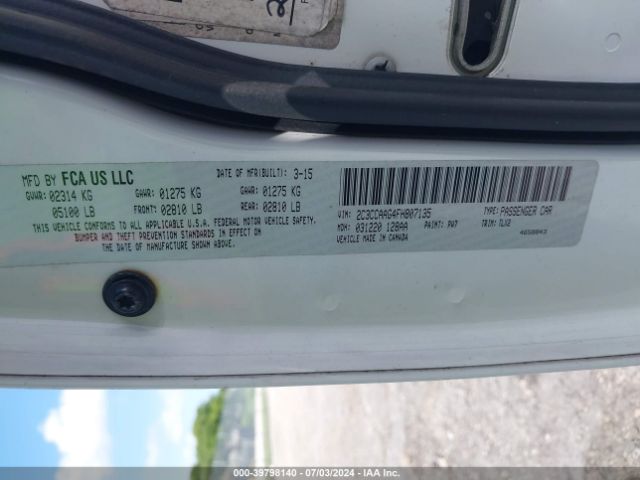 MFD BY FCA US LLC
DATE OF MFR(BUILT): 3-15
GVWR: 02314 KG
GAWR: 01275 KG
GAWR: 01275 KG
05100 LB
FRONT: 02810 LB
REAR: 02810 LB
THIS VEHICLE CONFORMS TO ALL APPLICABLE U.S.A. FEDERAL MOTOR VEHICLE SAFETY,
BUMPER AND THEFT PREVENTION STANDARDS IN EFFECT ON
THE DATE OF MANUFACTURE SHOWN ABOVE.
VIN: 2C3CCAAG4FH807135
TYPE: PASSENGER CAR
MDH: 031220 128AA
PAINT: PW7
TRIM: TLX2
VEHICLE MADE IN CANADA
4658843
000-39798140 - 07/03/2024 - IAA Inc.